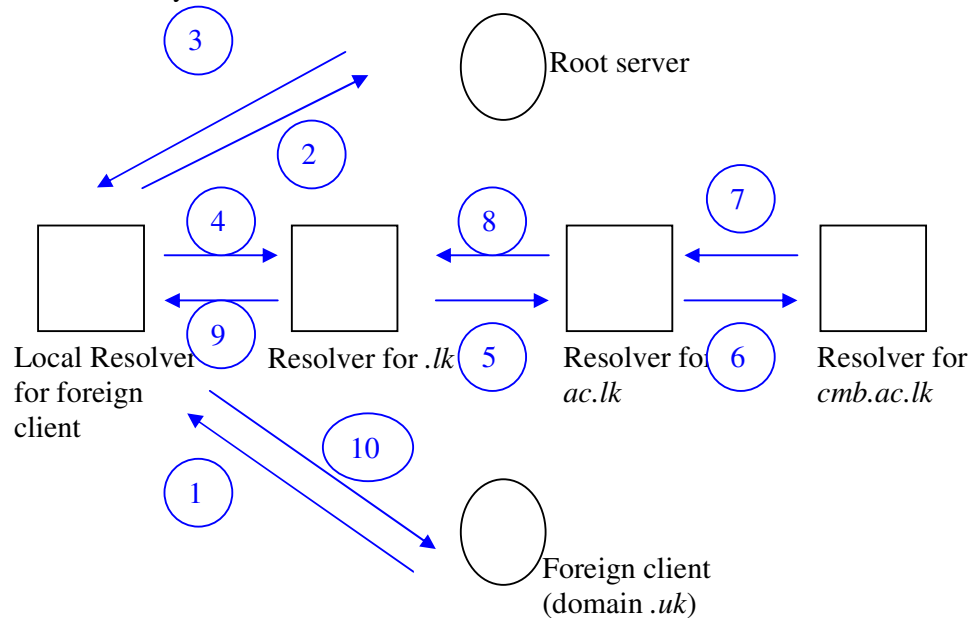 3
Root server
2
4
8
7
9
5
6
Local Resolver
for foreign
client
Resolver for .lk
Resolver for
ac.lk
Resolver for
cmb.ac.lk
10
1
Foreign client
(domain .uk)